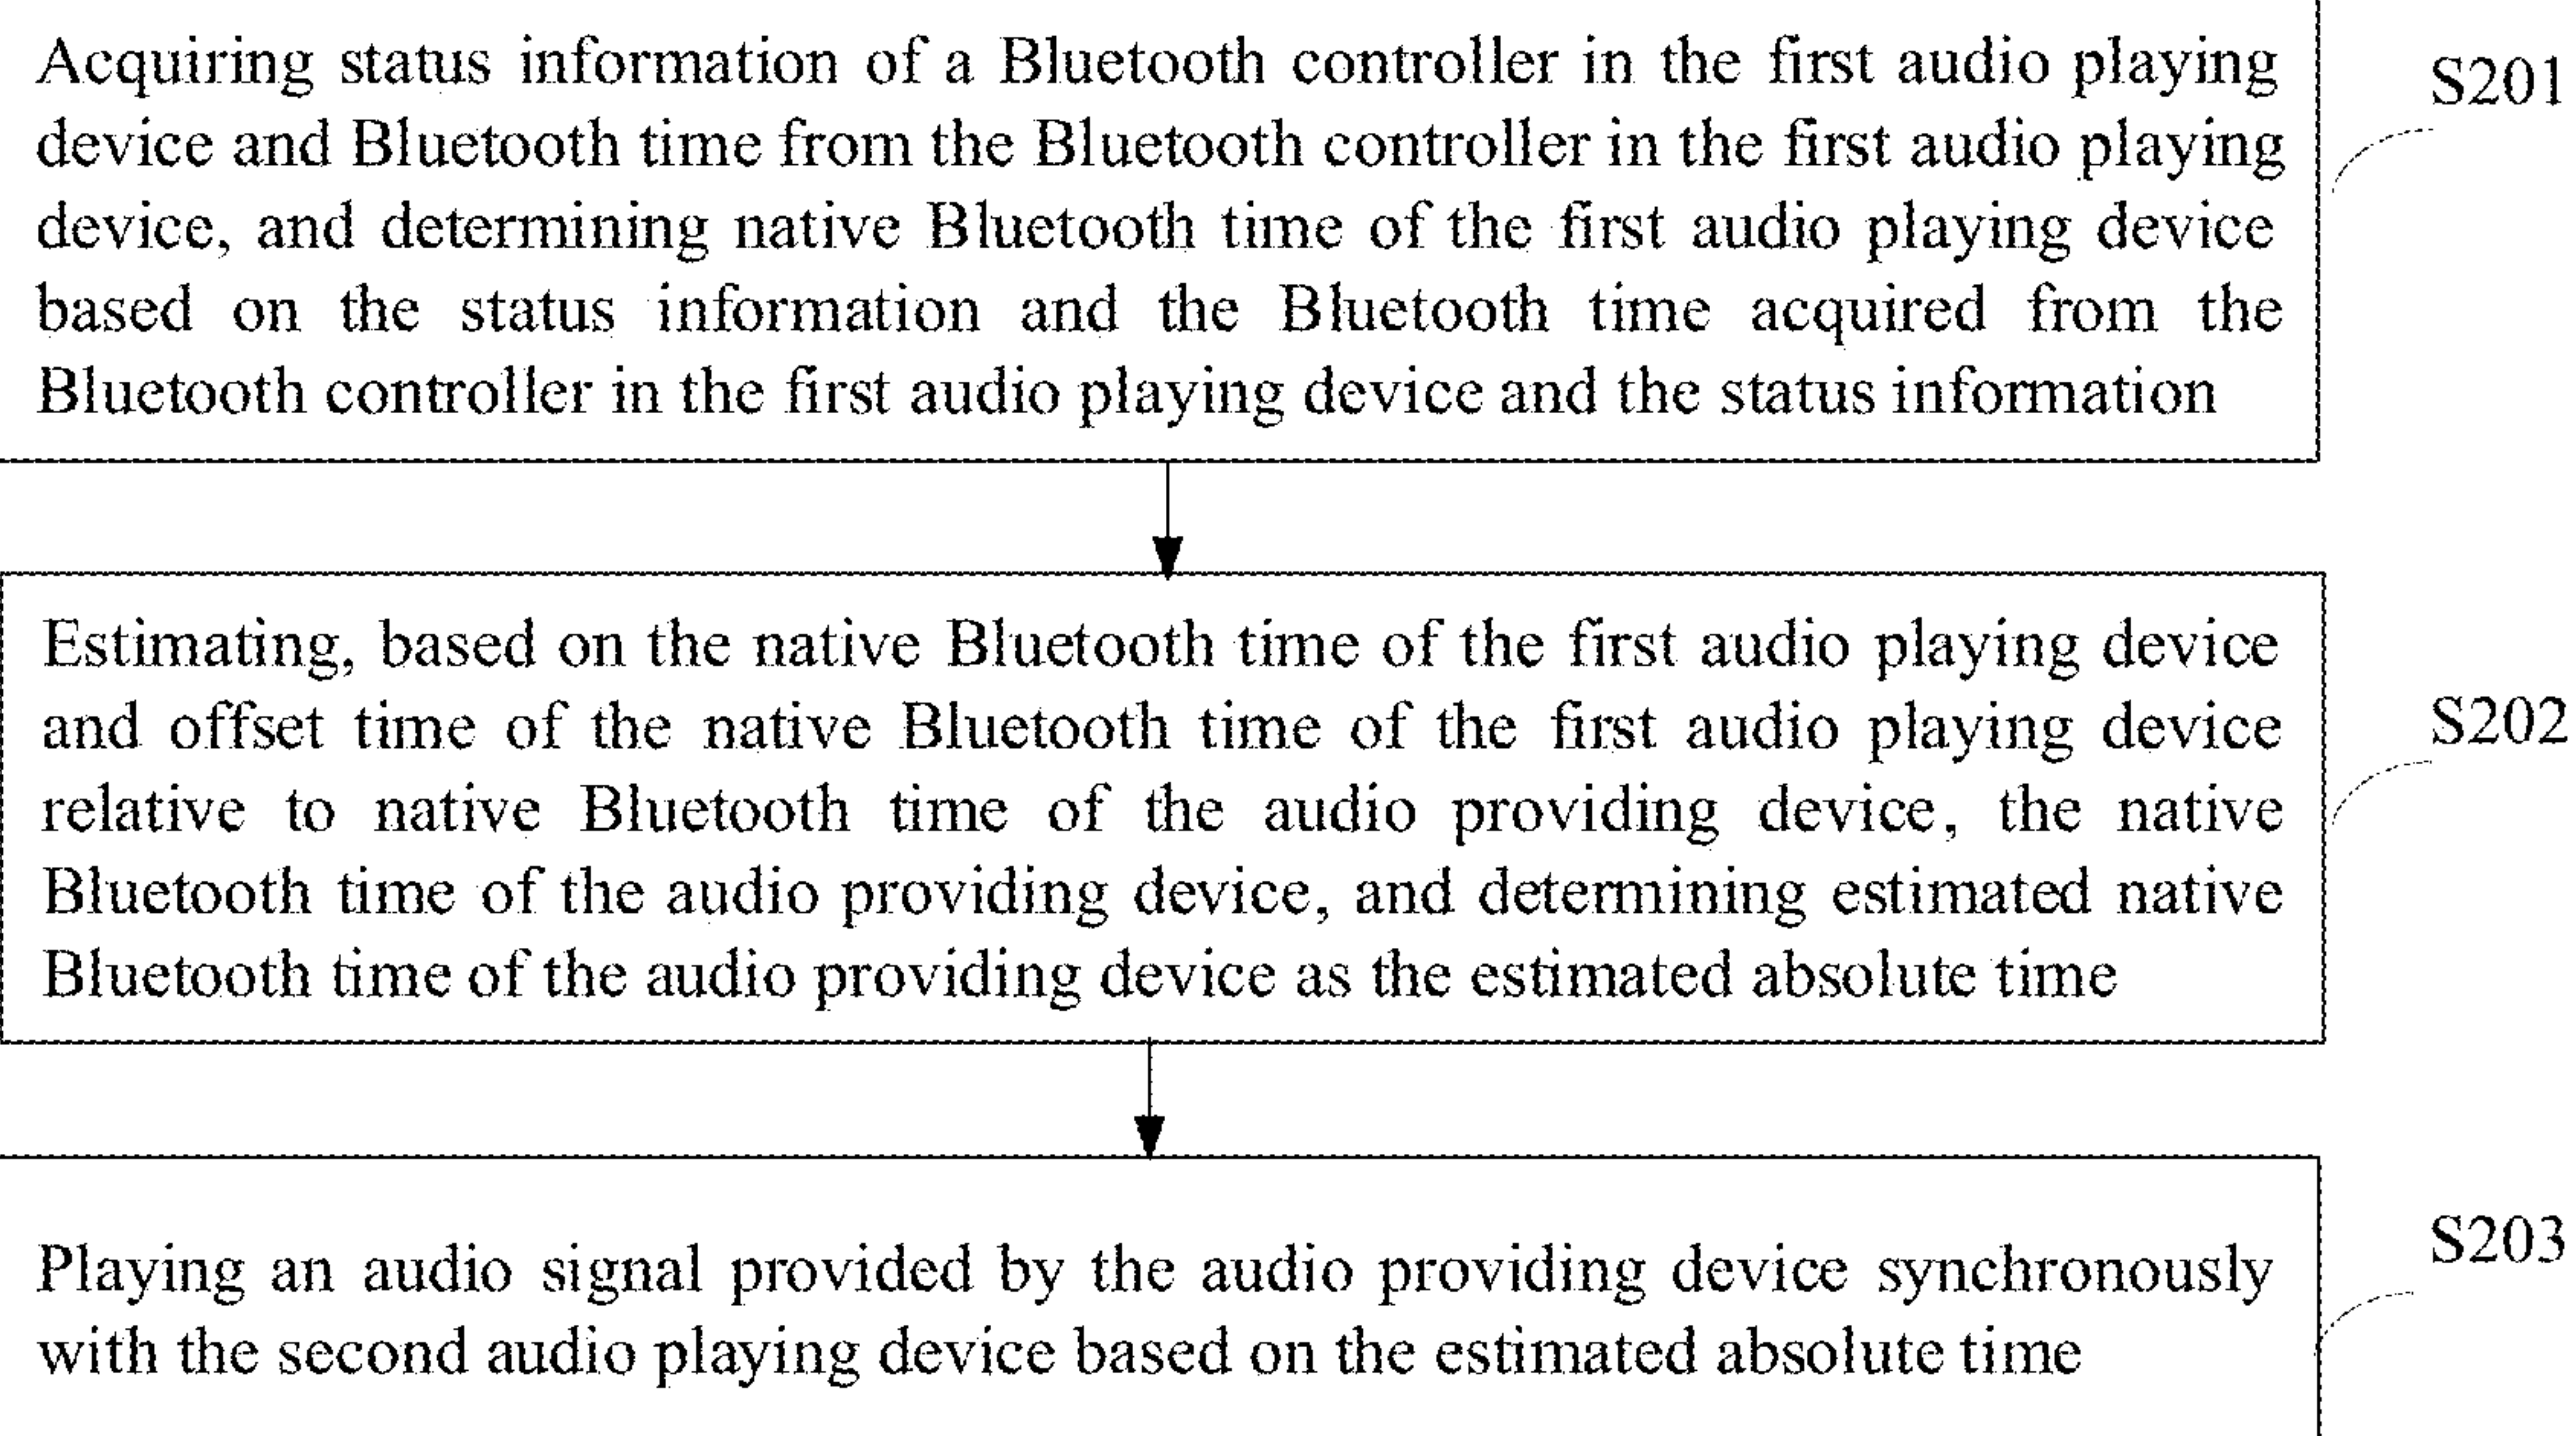 Acquiring status information of a Bluetooth controller in the first audio playing
device and Bluetooth time from the Bluetooth controller in the first audio playing
device, and determining native Bluetooth time of the first audio playing device
based on the status information and the Bluetooth time acquired from the
Bluetooth controller in the first audio playing device and the status information
S201
Estimating, based on the native Bluetooth time of the first audio playing device
and offset time of the native Bluetooth time of the first audio playing device
relative to native Bluetooth time of the audio providing device, the native
Bluetooth time of the audio providing device, and determining estimated native
Bluetooth time of the audio providing device as the estimated absolute time
S202
Playing an audio signal provided by the audio providing device synchronously
with the second audio playing device based on the estimated absolute time
S203